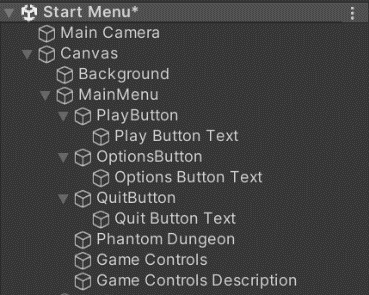 Start Menu*
Main Camera
Canvas
Background
MainMenu
PlayButton
Play Button Text
OptionsButton
Options Button Text
QuitButton
Quit Button Text
Phantom Dungeon
Game Controls
Game Controls Description